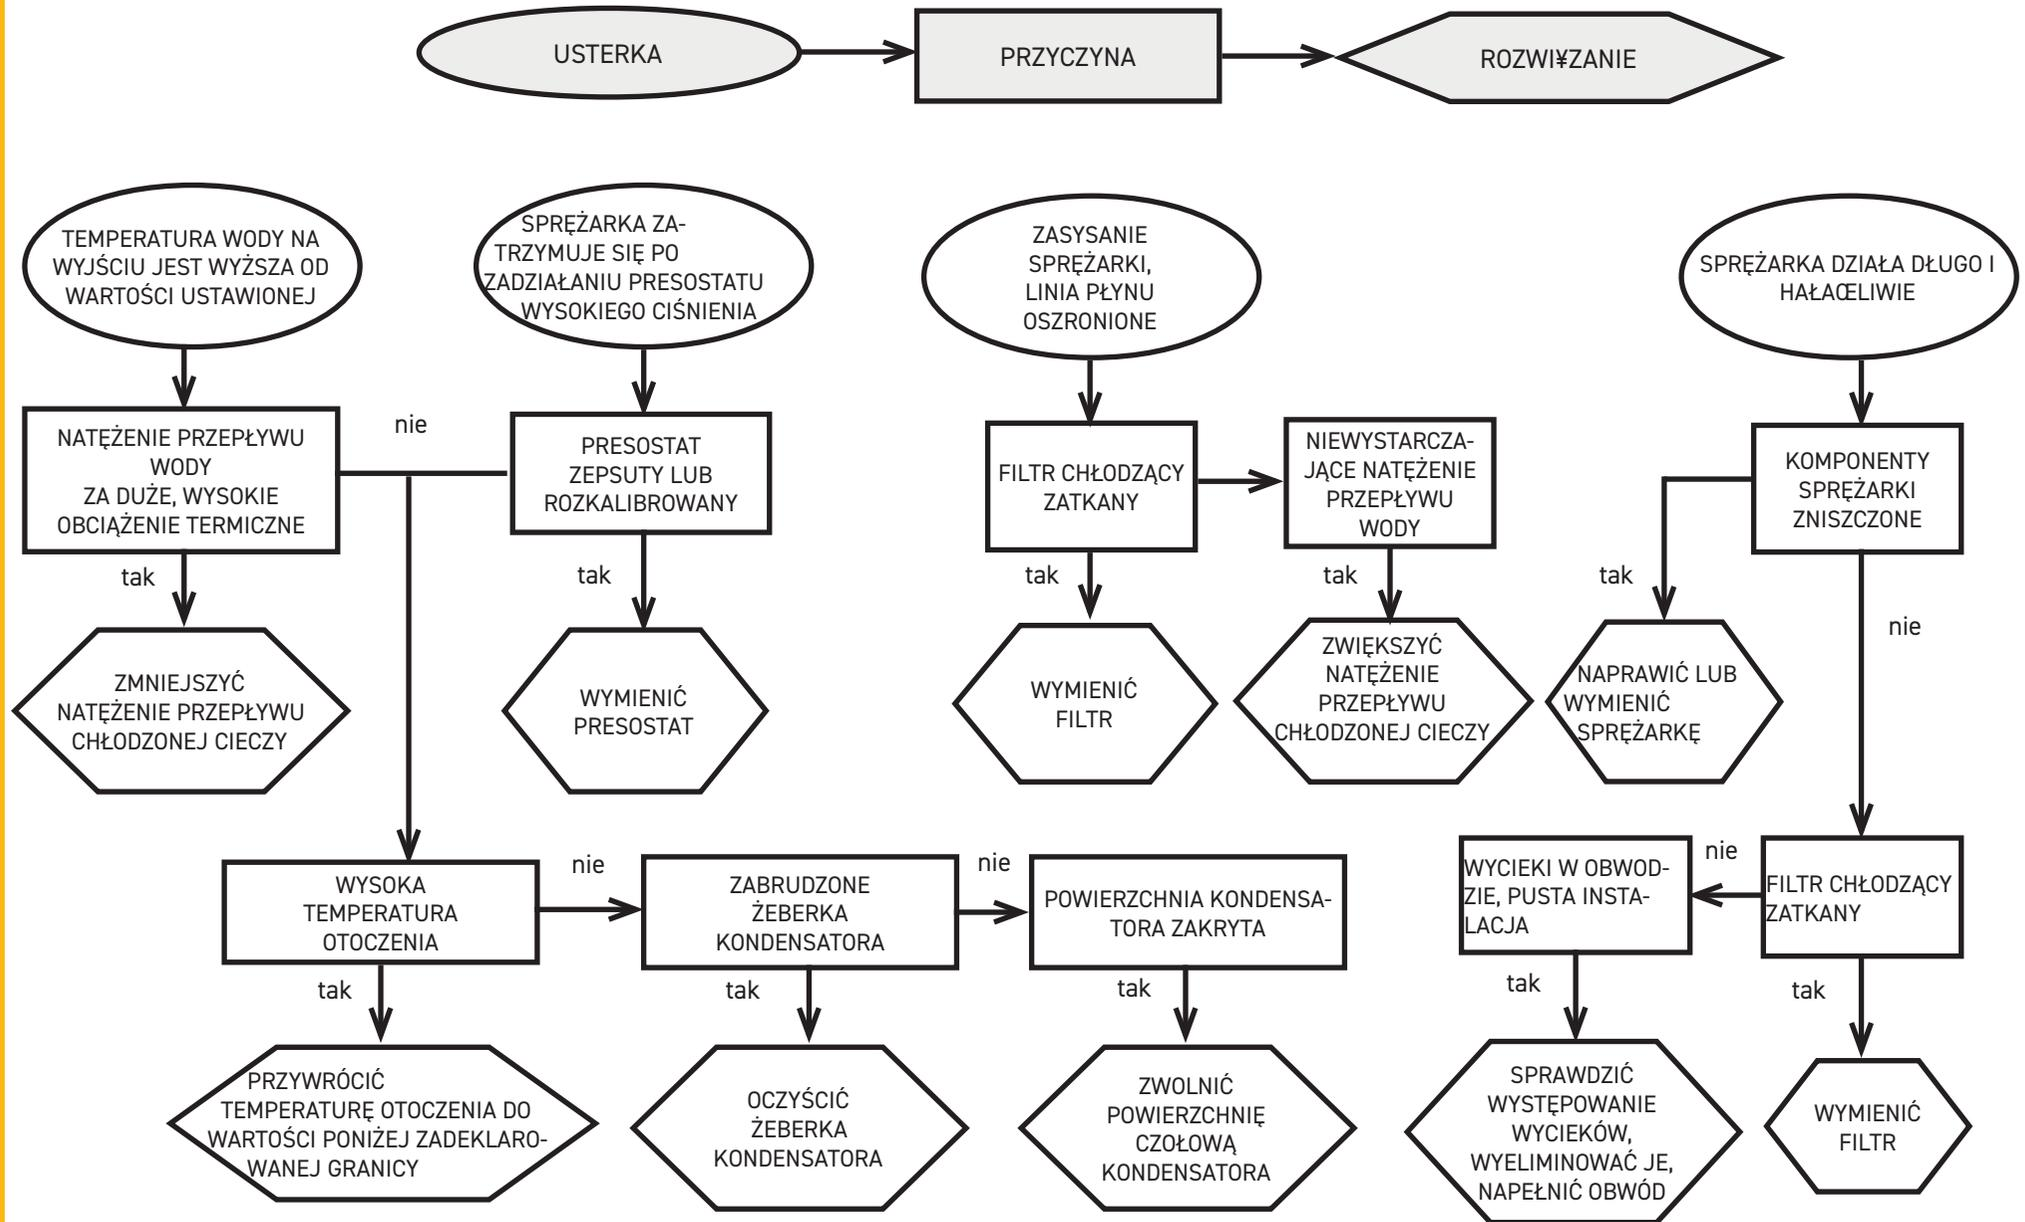 USTERKA
PRZYCZYNA
ROZWI¥ZANIE
TEMPERATURA WODY NA
WYJŚCIU JEST WYŻSZA OD
WARTOŚCI USTAWIONEJ
SPRĘŻARKA ZA-
TRZYMUJE SIĘ PO
ZADZIAŁANIU PRESOSTATU
WYSOKIEGO CIŚNIENIA
ZASYSANIE
SPRĘŻARKI,
LINIA PŁYNU
OSZRONIONE
SPRĘŻARKA DZIAŁA DŁUGO I
HAŁAŒLIWIE
NATĘŻENIE PRZEPŁYWU
WODY
ZA DUŻE, WYSOKIE
OBCIĄŻENIE TERMICZNE
nie
PRESOSTAT
ZEPSUTY LUB
ROZKALIBROWANY
FILTR CHŁODZĄCY
ZATKANY
NIEWYSTARCZA-
JĄCE NATĘŻENIE
PRZEPŁYWU
WODY
KOMPONENTY
SPRĘŻARKI
ZNISZCZONE
tak
tak
tak
tak
tak
nie
ZMNIEJSZYĆ
NATĘŻENIE PRZEPŁYWU
CHŁODZONEJ CIECZY
WYMIENIĆ
PRESOSTAT
WYMIENIĆ
FILTR
ZWIĘKSZYĆ
NATĘŻENIE
PRZEPŁYWU
CHŁODZONEJ CIECZY
NAPRAWIĆ LUB
WYMIENIĆ
SPRĘŻARKĘ
WYSOKA
TEMPERATURA
OTOCZENIA
nie
ZABRUDZONE
ŻEBERKA
KONDENSATORA
nie
POWIERZCHNIA KONDENSA-
TORA ZAKRYTA
WYCIEKI W OBWOD-
ZIE, PUSTA INSTA-
LACJA
nie
FILTR CHŁODZĄCY
ZATKANY
tak
tak
tak
tak
tak
PRZYWRÓCIĆ
TEMPERATURĘ OTOCZENIA DO
WARTOŚCI PONIŻEJ ZADEKLARO-
WANEJ GRANICY
OCZYŚCIĆ
ŻEBERKA
KONDENSATORA
ZWOLNIĆ
POWIERZCHNIĘ
CZOŁOWĄ
KONDENSATORA
SPRAWDZIĆ
WYSTĘPOWANIE
WYCIEKÓW,
WYELIMINOWAĆ JE,
NAPEŁNIĆ OBWÓD
WYMIENIĆ
FILTR